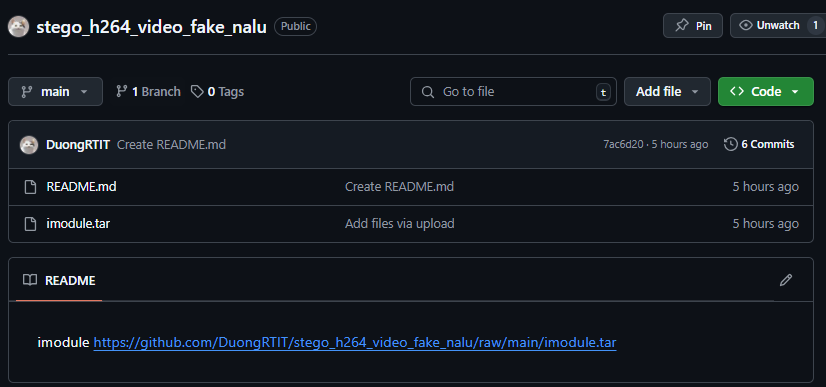 stego_h264_video_fake_nalu Public Pin Unwatch 1
main 1 Branch 0 Tags Go to file t Add file Code
DuongRTIT Create README.md 7ac6d20 · 5 hours ago 6 Commits
README.md Create README.md 5 hours ago
imodule.tar Add files via upload 5 hours ago
README
imodule https://github.com/DuongRTIT/stego_h264_video_fake_nalu/raw/main/imodule.tar